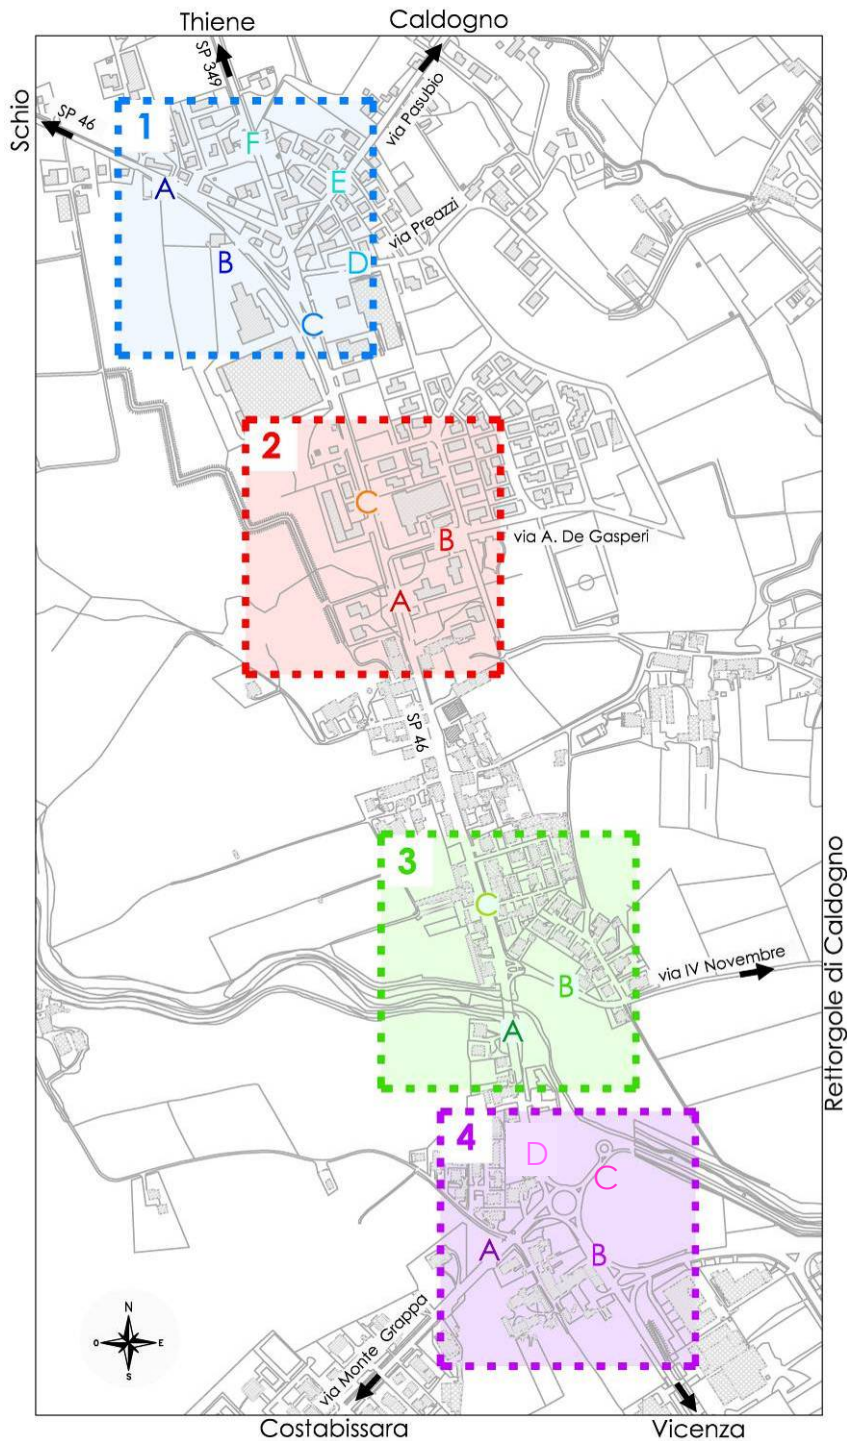 Thiene
Caldogno
Schio
SP 46
SP 349
via Pasubio
1
F
A
E
via Preazzi
B
D
C
2
C
B
via A. De Gasperi
A
SP 46
3
C
via IV Novembre
B
A
Rettorgole di Caldogno
4
D
C
A
B
N
O
E
S
via Monte Grappa
Costabissara
Vicenza